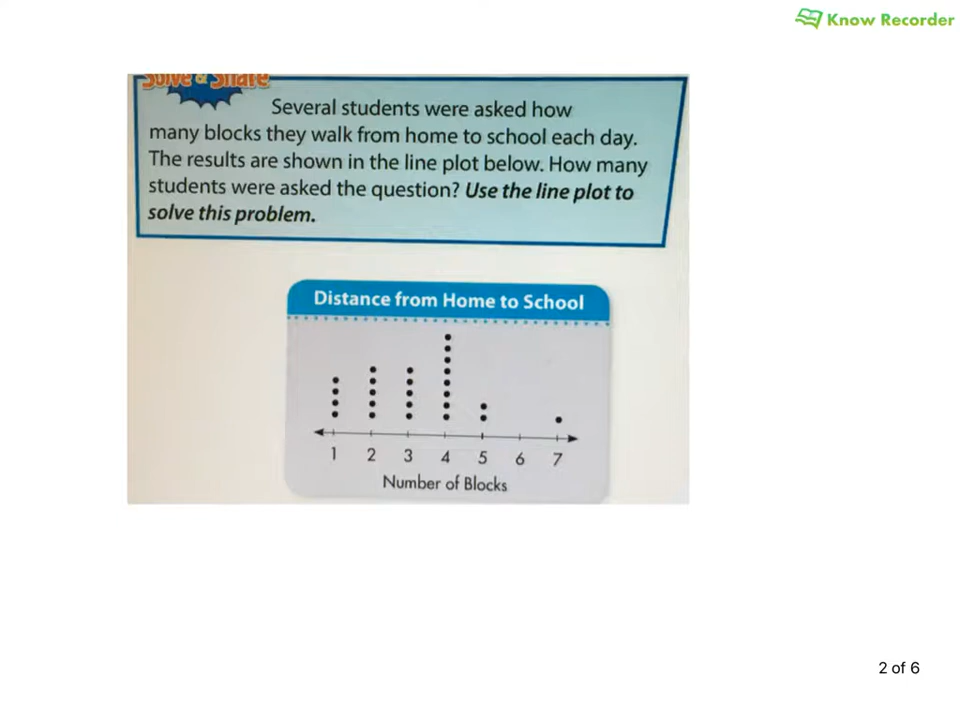 Know Recorder
Solve & Share
Several students were asked how
many blocks they walk from home to school each day.
The results are shown in the line plot below. How many
students were asked the question? Use the line plot to
solve this problem.
Distance from Home to School
1 2 3 4 5 6 7
Number of Blocks
2 of 6